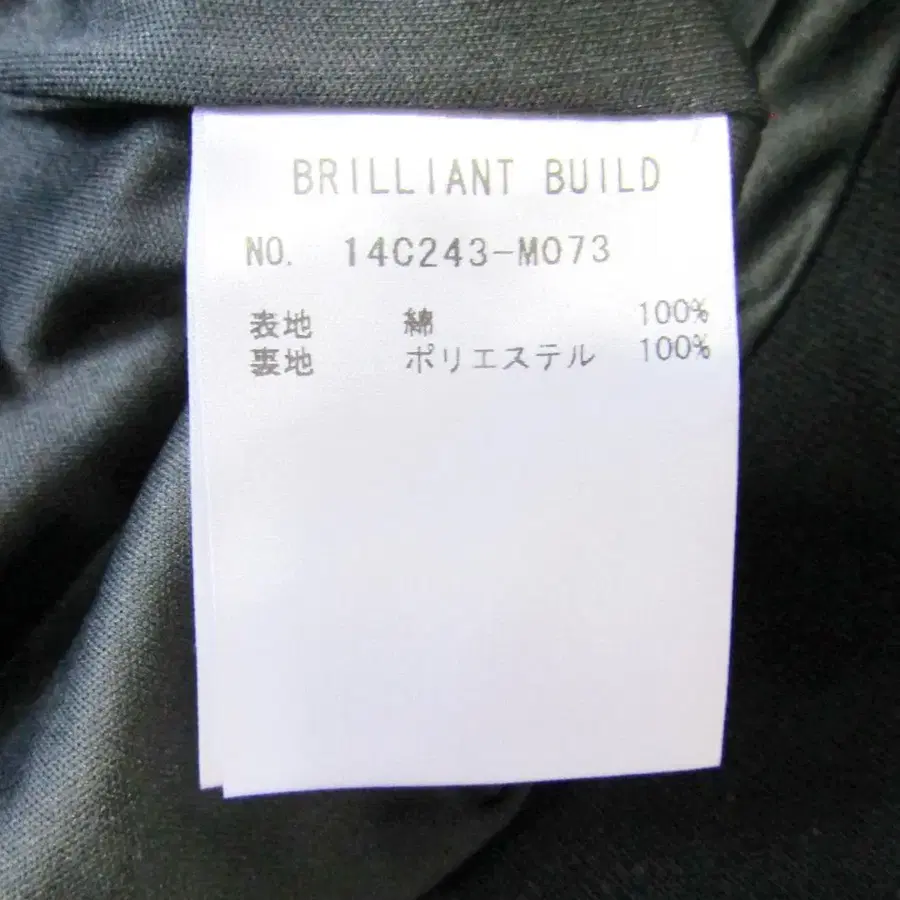 BRILLIANT BUILD
NO. 14C243-M073
表地 綿 100%
裏地 ポリエステル 100%